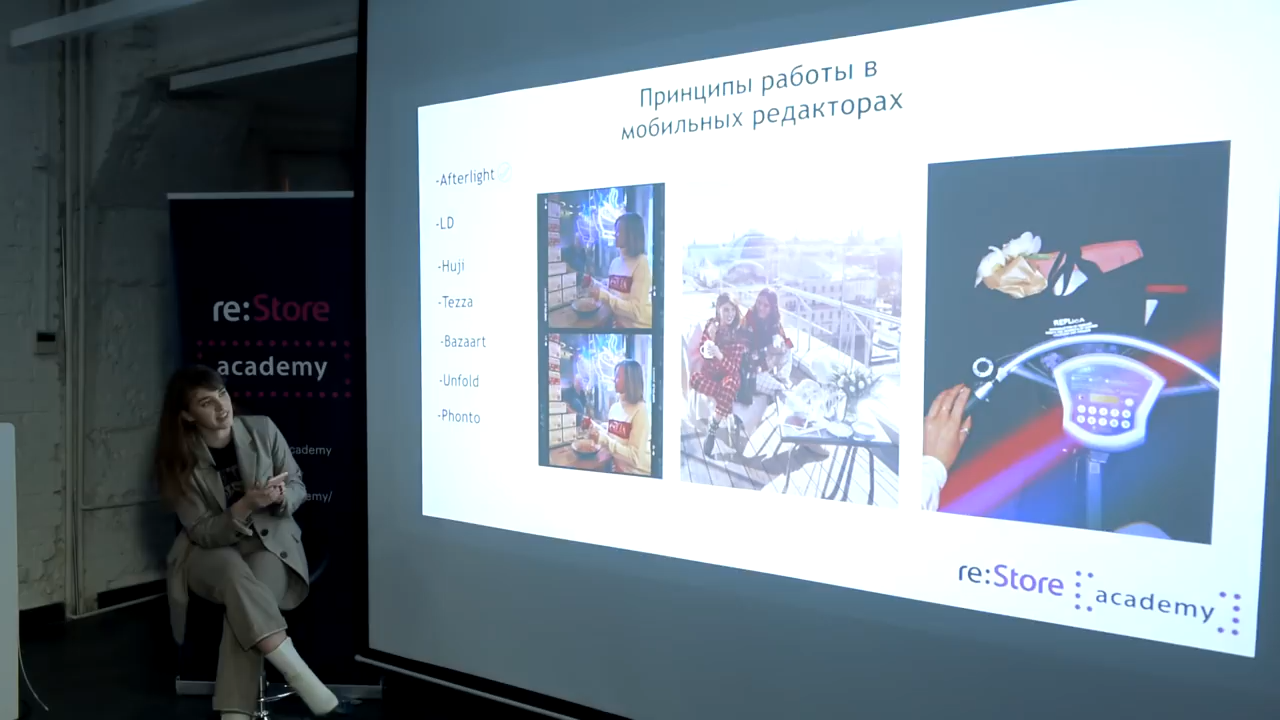 Принципы работы в
мобильных редакторах
-Afterlight
-LD
-Huji
-Tezza
-Bazaart
-Unfold
-Phonto
re:Store
academy
re:Store
academy